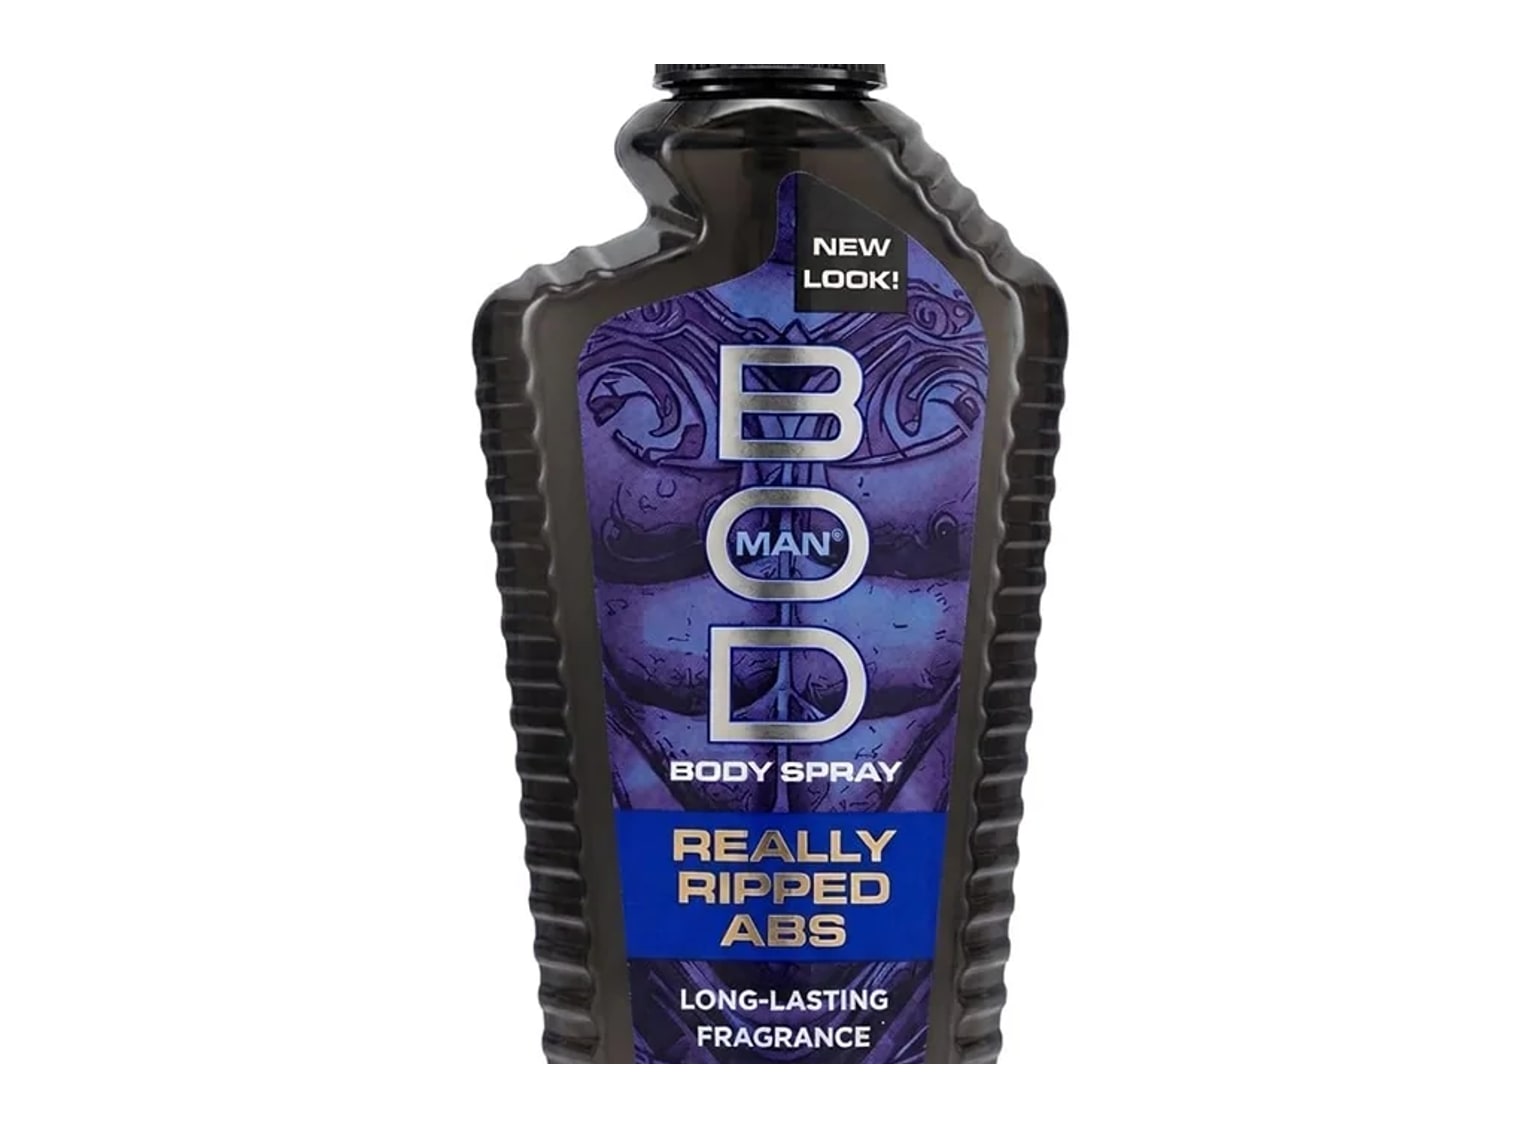 NEW
LOOK!
BOD
MAN®
BODY SPRAY
REALLY
RIPPED
ABS
LONG-LASTING
FRAGRANCE